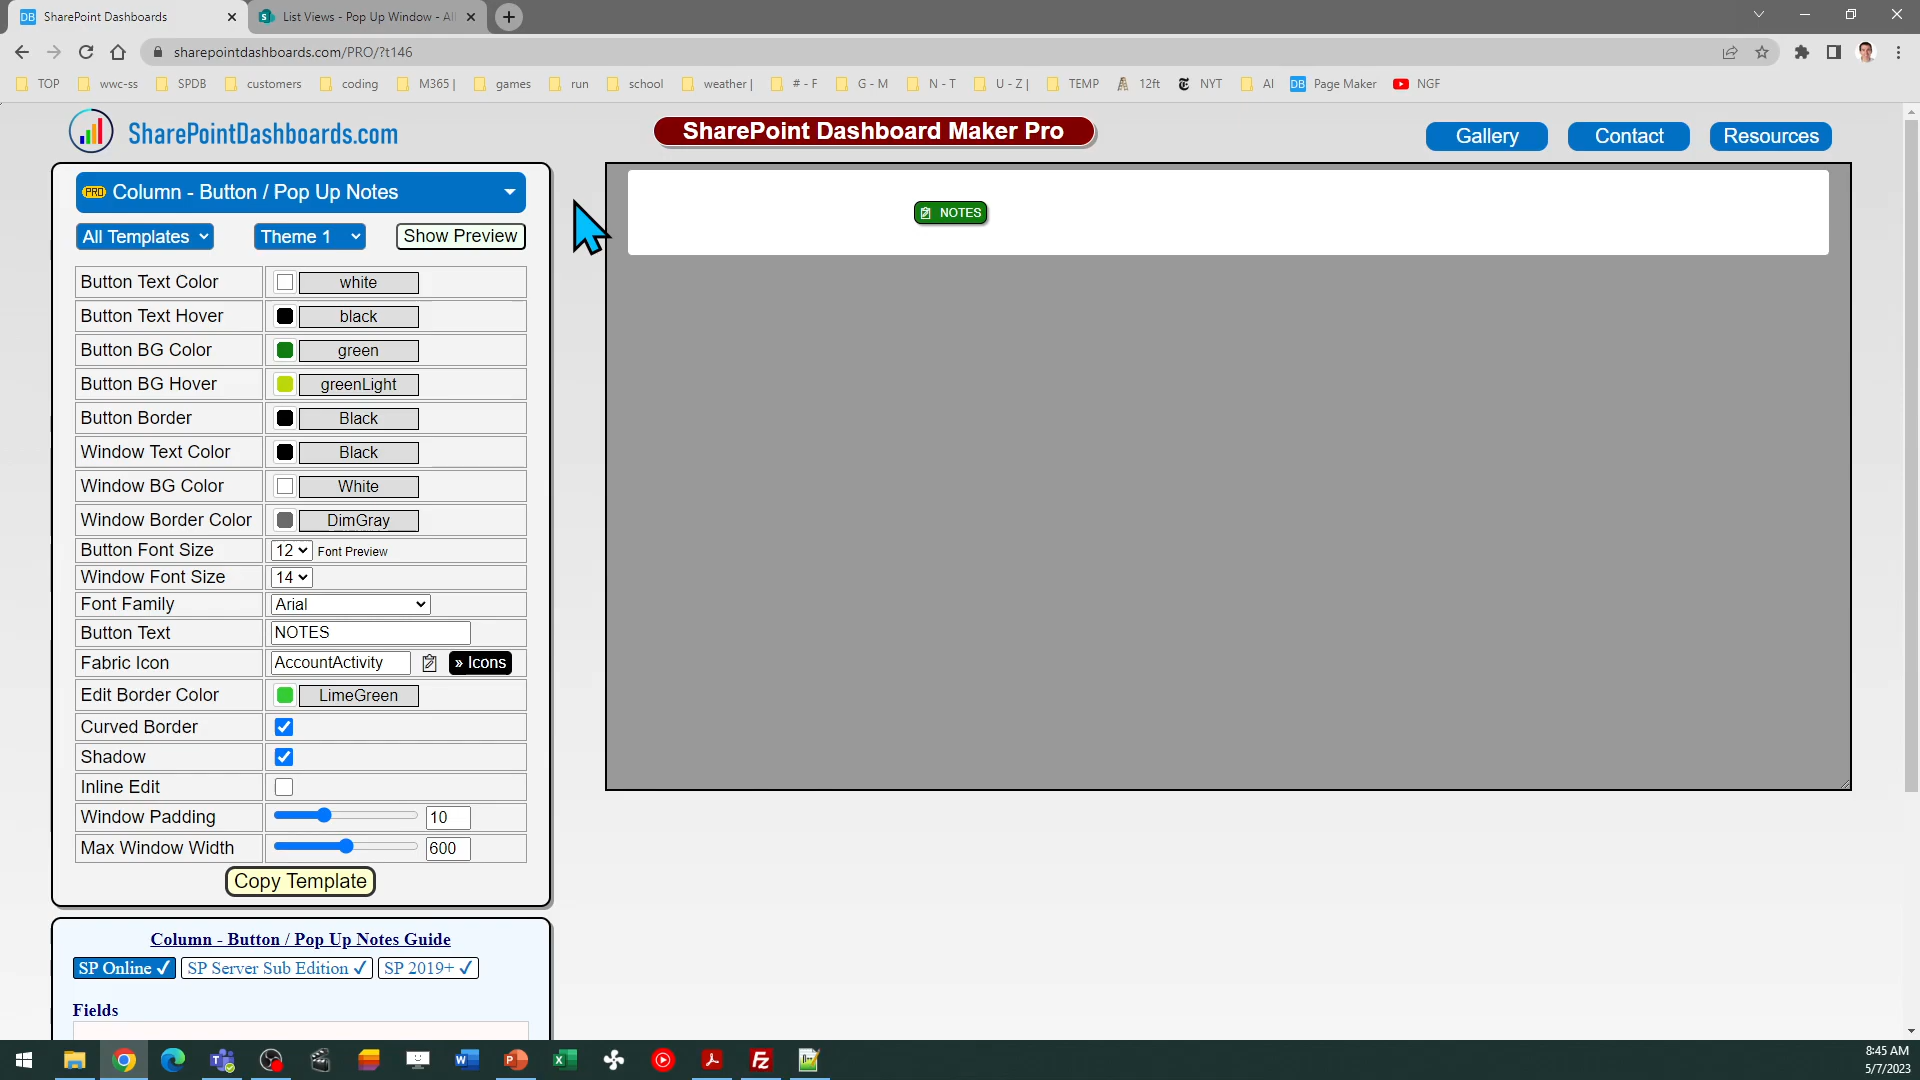 SharePoint Dashboards
List Views - Pop Up Window - All
sharepointdashboards.com/PRO/?t146
TOP
wwc-ss
SPDB
customers
coding
M365 |
games
run
school
weather |
# - F
G - M
N - T
U - Z |
TEMP
12ft
NYT
AI
Page Maker
NGF
SharePointDashboards.com
SharePoint Dashboard Maker Pro
Gallery
Contact
Resources
PRO Column - Button / Pop Up Notes
All Templates
Theme 1
Show Preview
NOTES
Button Text Color white
Button Text Hover black
Button BG Color green
Button BG Hover greenLight
Button Border Black
Window Text Color Black
Window BG Color White
Window Border Color DimGray
Button Font Size 12 Font Preview
Window Font Size 14
Font Family Arial
Button Text NOTES
Fabric Icon AccountActivity » Icons
Edit Border Color LimeGreen
Curved Border
Shadow
Inline Edit
Window Padding 10
Max Window Width 600
Copy Template
Column - Button / Pop Up Notes Guide
SP Online ✓ SP Server Sub Edition ✓ SP 2019+ ✓
Fields
8:45 AM
5/7/2023